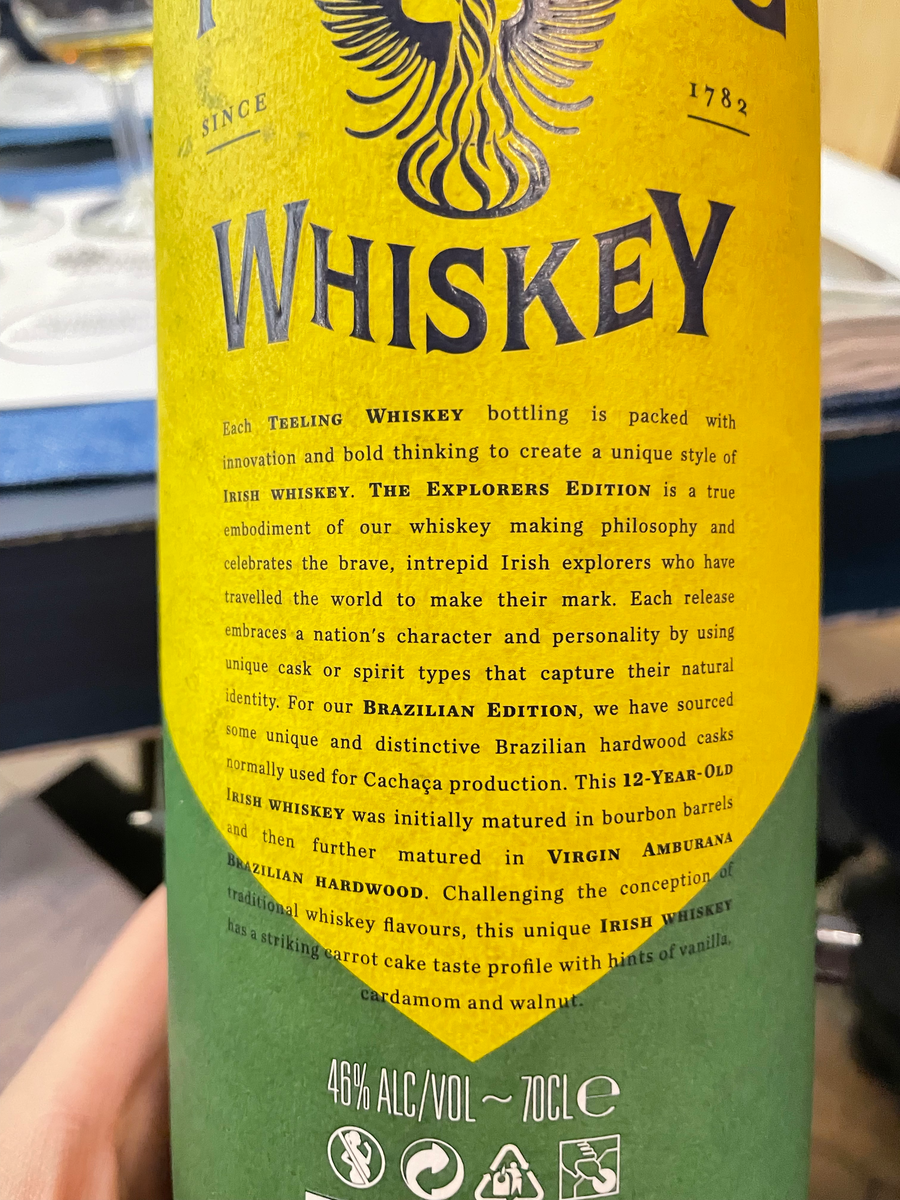 SINCE 1782
WHISKEY
Each TEELING WHISKEY bottling is packed with
innovation and bold thinking to create a unique style of
IRISH WHISKEY. THE EXPLORERS EDITION is a true
embodiment of our whiskey making philosophy and
celebrates the brave, intrepid Irish explorers who have
travelled the world to make their mark. Each release
embraces a nation's character and personality by using
unique cask or spirit types that capture their natural
identity. For our BRAZILIAN EDITION, we have sourced
some unique and distinctive Brazilian hardwood casks
normally used for Cachaça production. This 12-YEAR-OLD
IRISH WHISKEY was initially matured in bourbon barrels
and then further matured in VIRGIN AMBURANA
BRAZILIAN HARDWOOD. Challenging the conception of
traditional whiskey flavours, this unique IRISH WHISKEY
has a striking carrot cake taste profile with hints of vanilla,
cardamom and walnut.
46% ALC/VOL ~ 70CL ℮